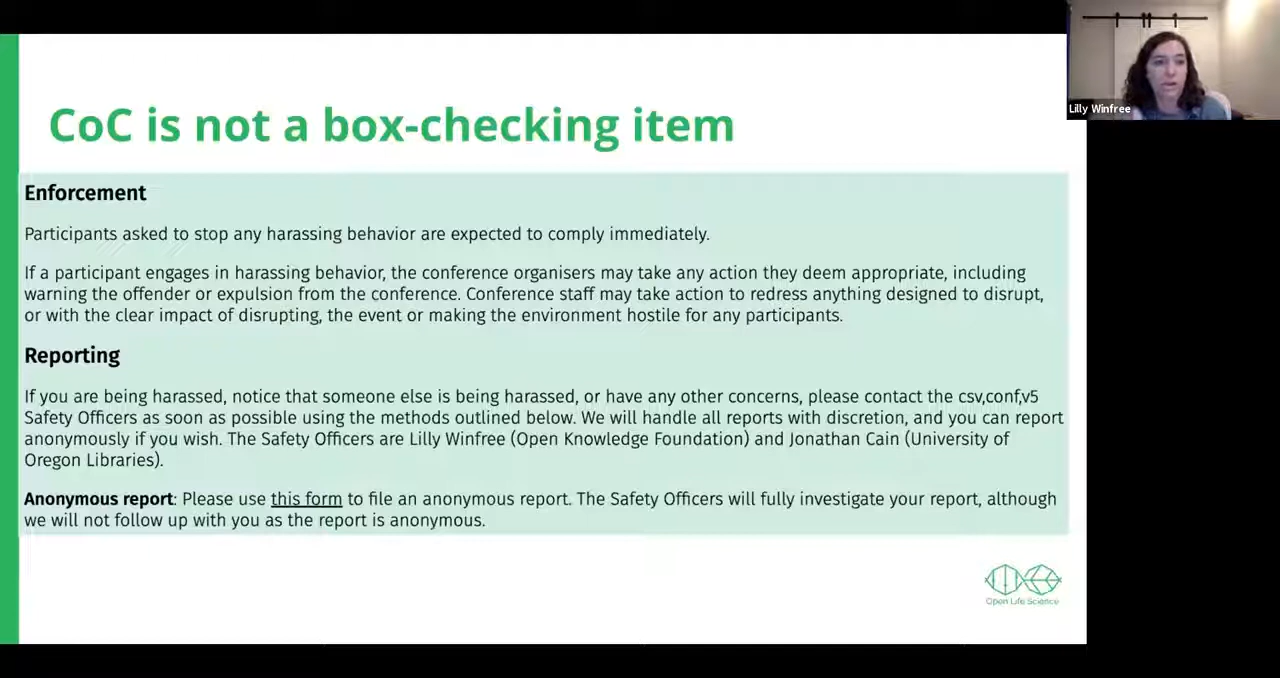 Lilly Winfree
CoC is not a box-checking item
Enforcement
Participants asked to stop any harassing behavior are expected to comply immediately.
If a participant engages in harassing behavior, the conference organisers may take any action they deem appropriate, including
warning the offender or expulsion from the conference. Conference staff may take action to redress anything designed to disrupt,
or with the clear impact of disrupting, the event or making the environment hostile for any participants.
Reporting
If you are being harassed, notice that someone else is being harassed, or have any other concerns, please contact the csv,conf,v5
Safety Officers as soon as possible using the methods outlined below. We will handle all reports with discretion, and you can report
anonymously if you wish. The Safety Officers are Lilly Winfree (Open Knowledge Foundation) and Jonathan Cain (University of
Oregon Libraries).
Anonymous report: Please use this form to file an anonymous report. The Safety Officers will fully investigate your report, although
we will not follow up with you as the report is anonymous.
Open Life Science